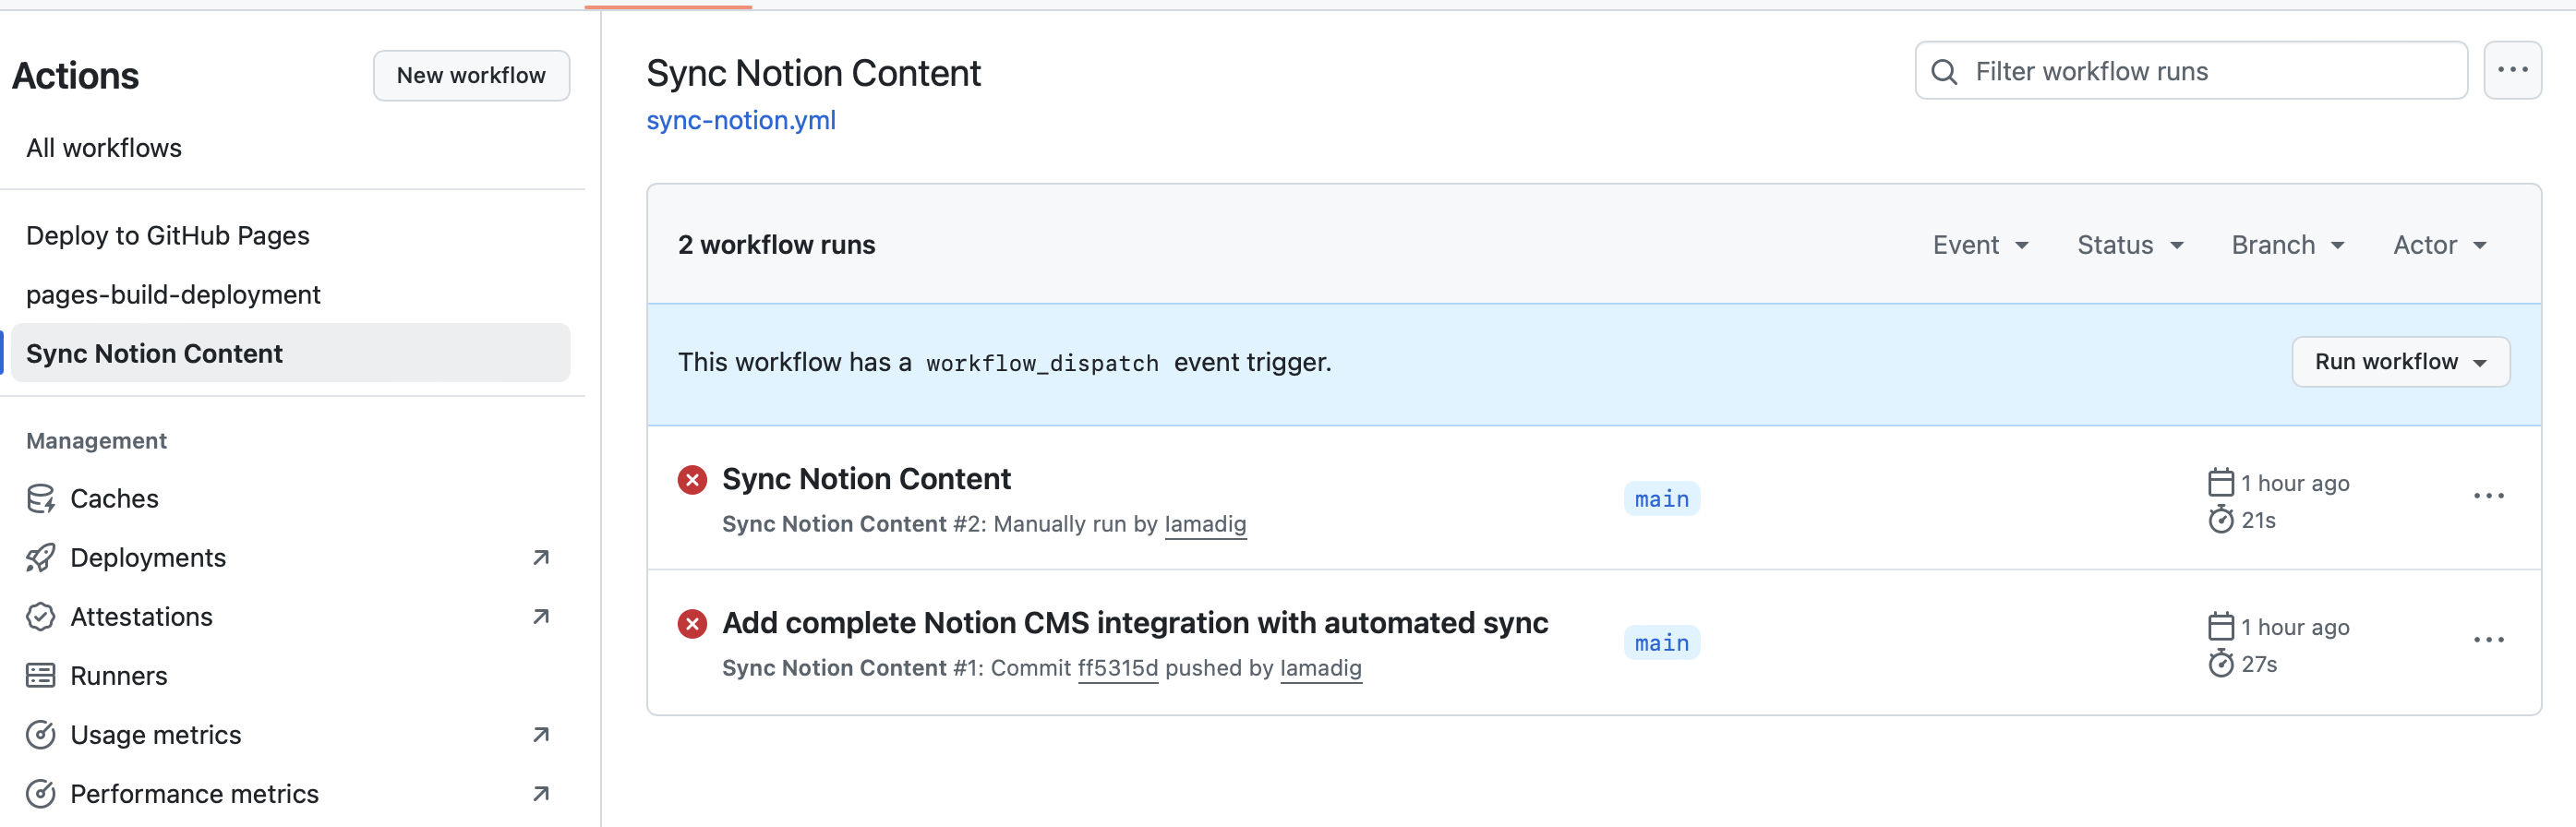 Actions
New workflow
All workflows
Deploy to GitHub Pages
pages-build-deployment
Sync Notion Content
Management
Caches
Deployments
Attestations
Runners
Usage metrics
Performance metrics
Sync Notion Content
sync-notion.yml
Filter workflow runs
2 workflow runs
Event
Status
Branch
Actor
This workflow has a workflow_dispatch event trigger.
Run workflow
Sync Notion Content
Sync Notion Content #2: Manually run by lamadig
main
1 hour ago
21s
Add complete Notion CMS integration with automated sync
Sync Notion Content #1: Commit ff5315d pushed by lamadig
main
1 hour ago
27s